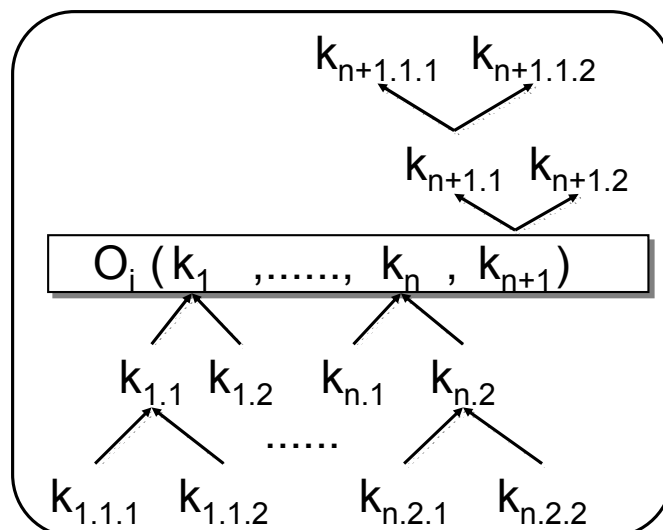 kₙ₊₁.₁.₁ kₙ₊₁.₁.₂
kₙ₊₁.₁ kₙ₊₁.₂
Oᵢ ( k₁ ,......, kₙ , kₙ₊₁)
k₁.₁ k₁.₂ kₙ.₁ kₙ.₂
......
k₁.₁.₁ k₁.₁.₂ kₙ.₂.₁ kₙ.₂.₂